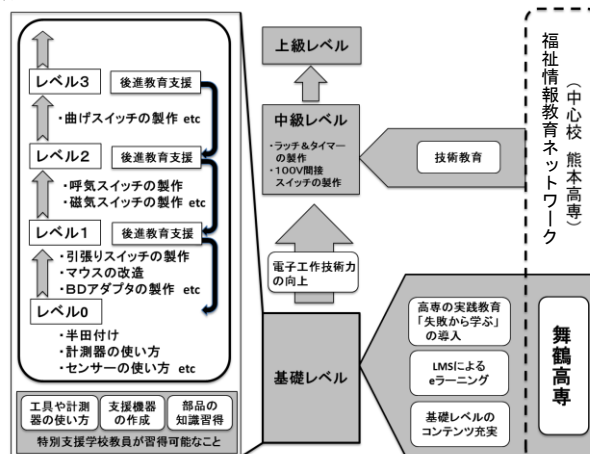 レベル3
後進教育支援
・曲げスイッチの製作 etc
レベル2
後進教育支援
・呼気スイッチの製作
・磁気スイッチの製作 etc
レベル1
後進教育支援
・引張りスイッチの製作
・マウスの改造
・BDアダプタの製作 etc
レベル0
・半田付け
・計測器の使い方
・センサーの使い方 etc
工具や計測
器の使い方
支援機器
の作成
部品の
知識習得
特別支援学校教員が習得可能なこと
上級レベル
中級レベル
・ラッチ&タイマー
の製作
・100V間接
スイッチの製作
電子工作技術力
の向上
基礎レベル
技術教育
高専の実践教育
「失敗から学ぶ」
の導入
LMSによる
eラーニング
基礎レベルの
コンテンツ充実
福祉情報教育ネットワーク
（中心校 熊本高専）
舞鶴高専